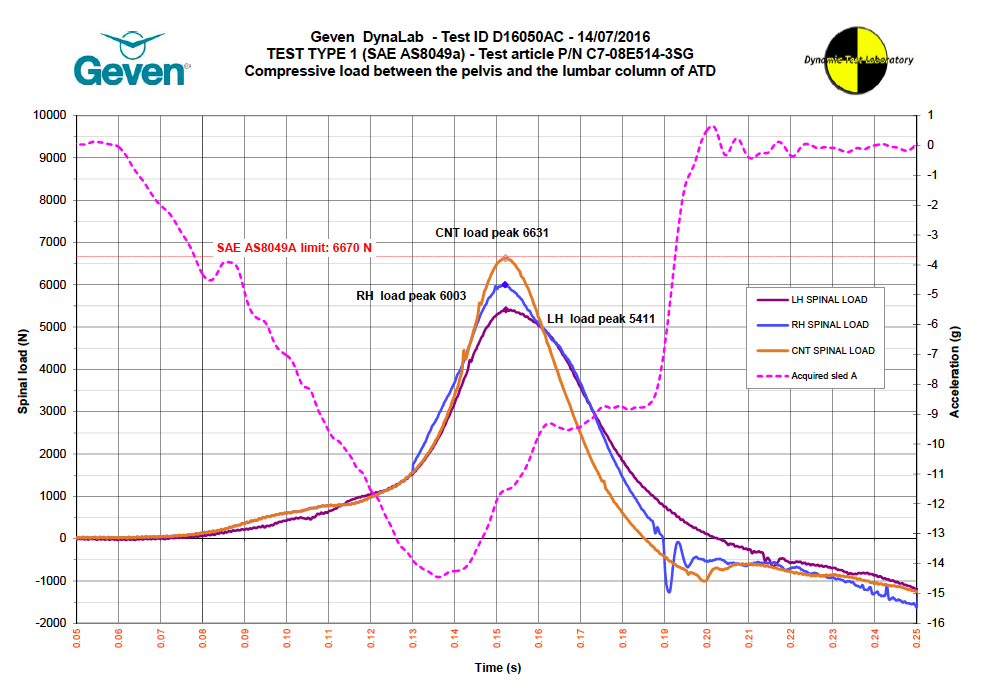 Geven DynaLab - Test ID D16050AC - 14/07/2016
TEST TYPE 1 (SAE AS8049a) - Test article P/N C7-08E514-3SG
Compressive load between the pelvis and the lumbar column of ATD
Geven®
Dynamic Test Laboratory
10000
9000
8000
7000
6000
5000
4000
3000
2000
1000
0
-1000
-2000
Spinal load (N)
SAE AS8049A limit: 6670 N
CNT load peak 6631
RH load peak 6003
LH load peak 5411
LH SPINAL LOAD
RH SPINAL LOAD
CNT SPINAL LOAD
Acquired sled A
1
0
-1
-2
-3
-4
-5
-6
-7
-8
-9
-10
-11
-12
-13
-14
-15
-16
Acceleration (g)
0.05 0.06 0.07 0.08 0.09 0.10 0.11 0.12 0.13 0.14 0.15 0.16 0.17 0.18 0.19 0.20 0.21 0.22 0.23 0.24 0.25
Time (s)